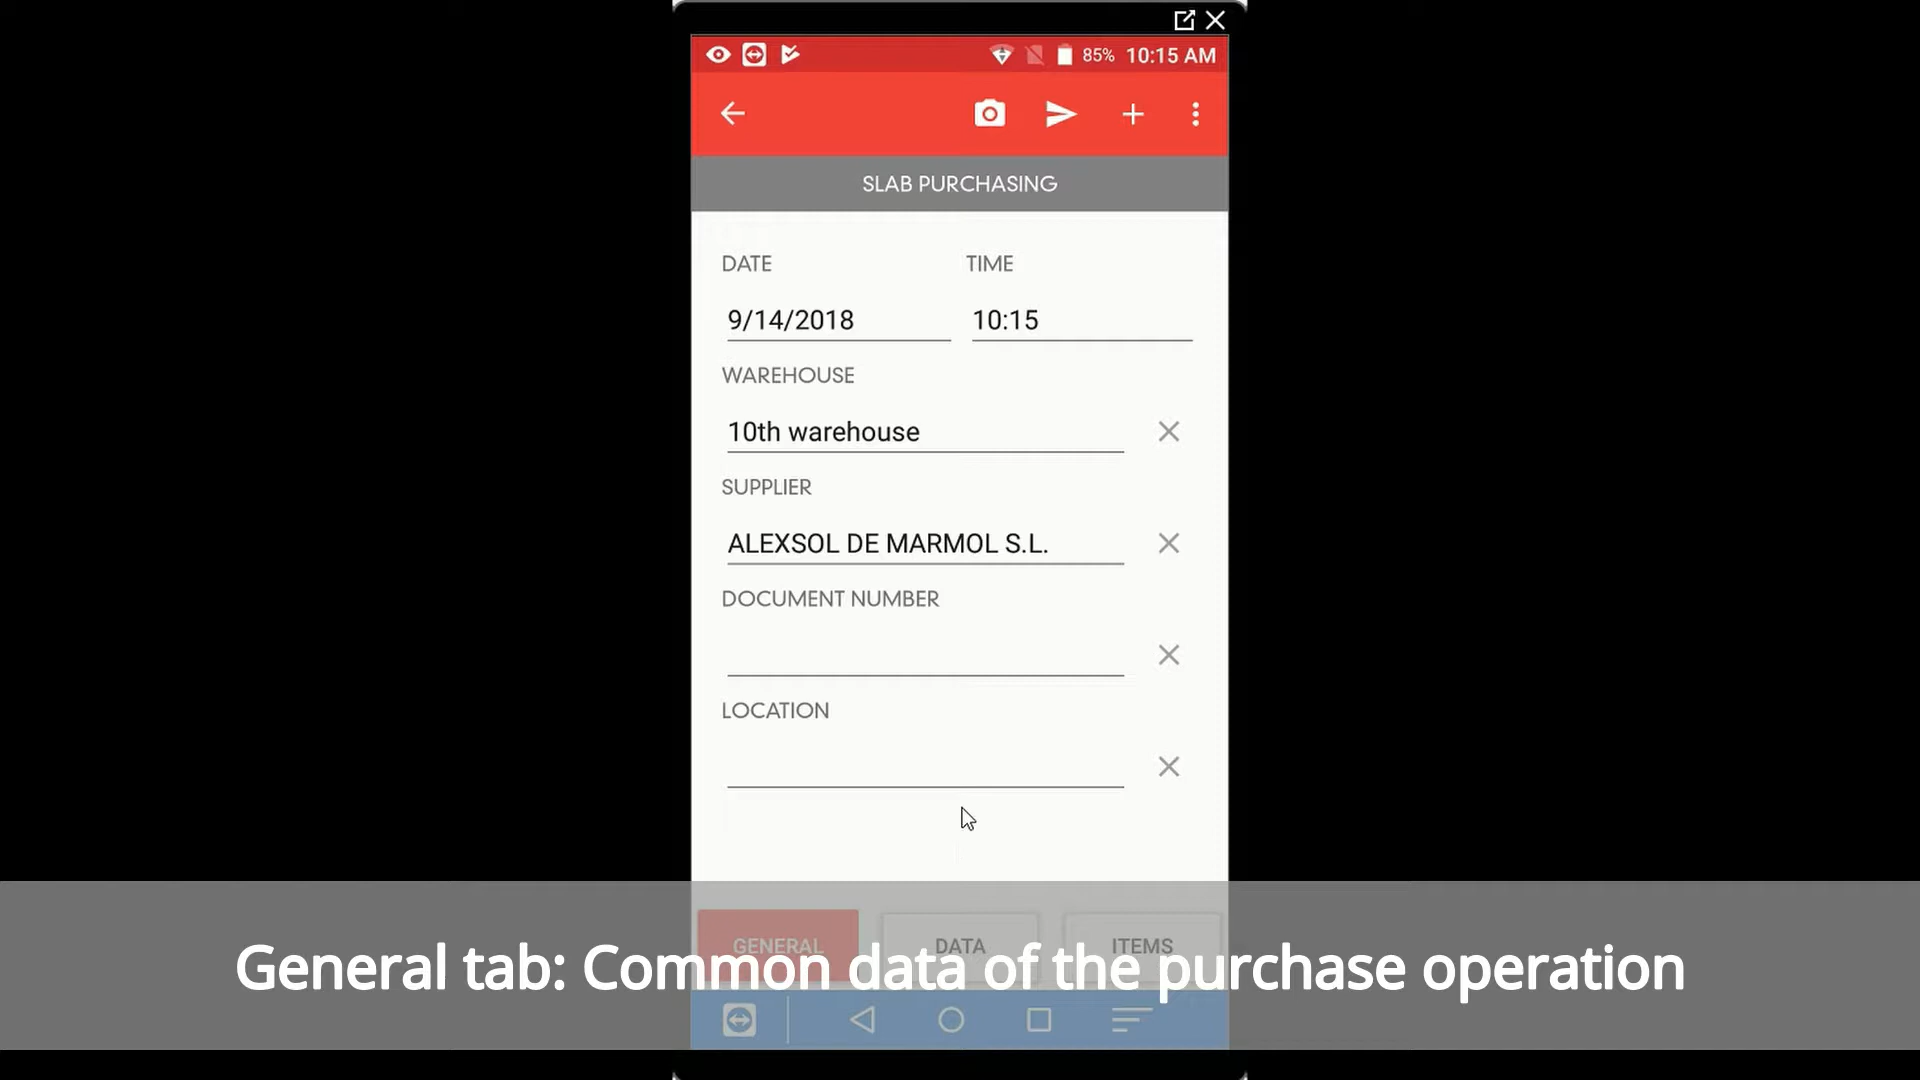 85% 10:15 AM
SLAB PURCHASING
DATE TIME
9/14/2018 10:15
WAREHOUSE
10th warehouse
SUPPLIER
ALEXSOL DE MARMOL S.L.
DOCUMENT NUMBER
LOCATION
GENERAL DATA ITEMS
General tab: Common data of the purchase operation